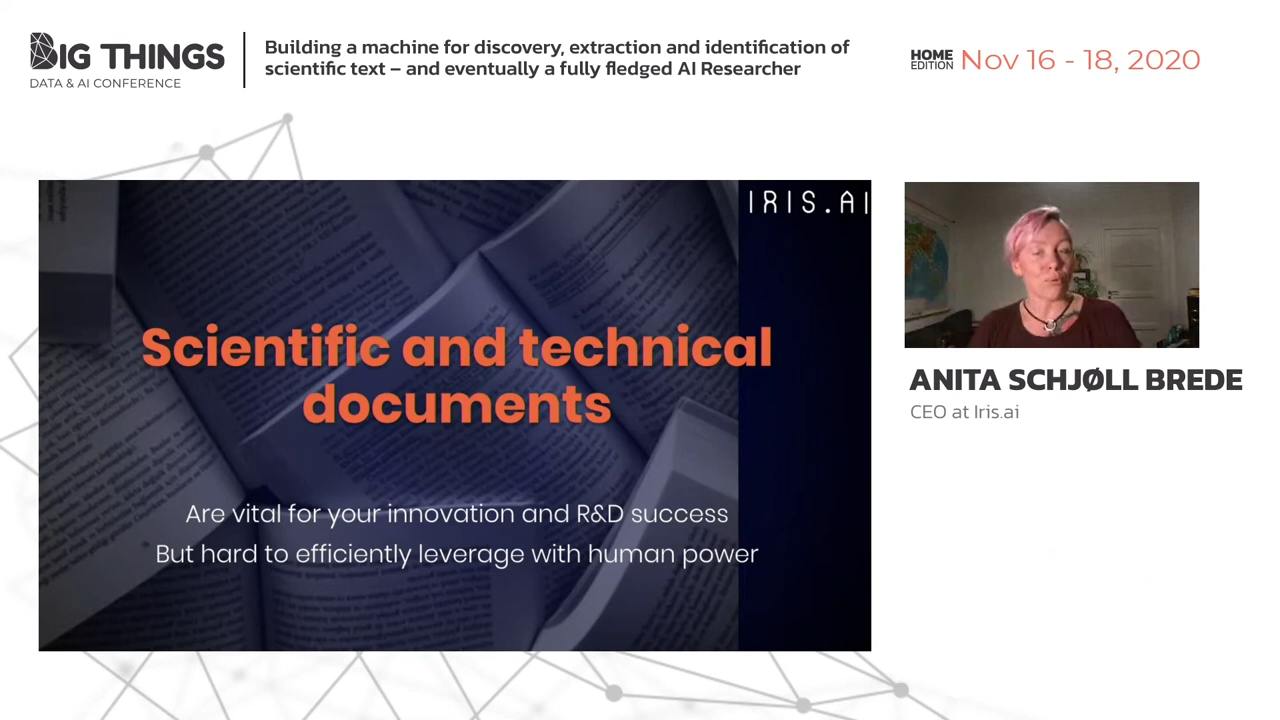 BIG THINGS
DATA & AI CONFERENCE
Building a machine for discovery, extraction and identification of
scientific text – and eventually a fully fledged AI Researcher
HOME
EDITION
Nov 16 - 18, 2020
IRIS.AI
Scientific and technical
documents
Are vital for your innovation and R&D success
But hard to efficiently leverage with human power
ANITA SCHJØLL BREDE
CEO at Iris.ai